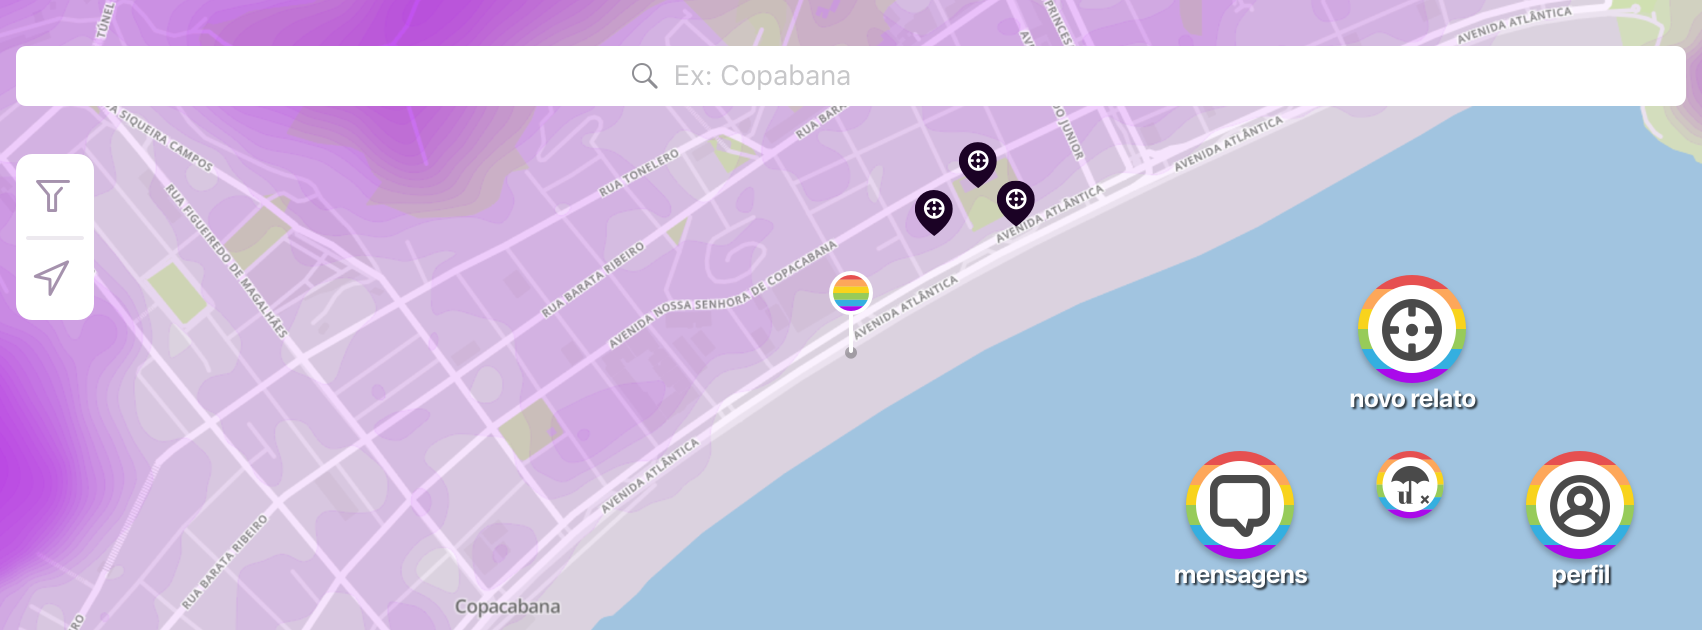 TÚNEL
PRINCES
AV
AVENIDA ATLÂNTICA
Ex: Copabana
A SIQUEIRA CAMPOS
RUA BARA
DO JUNIOR
AVENIDA ATLÂNTICA
RUA TONELERO
RUA FIGUEIREDO DE MAGALHÃES
AVENIDA ATLÂNTICA
RUA BARATA RIBEIRO
AVENIDA NOSSA SENHORA DE COPACABANA
AVENIDA ATLÂNTICA
novo relato
AVENIDA ATLÂNTICA
RUA BARATA RIBEIRO
mensagens
perfil
Copacabana
RO